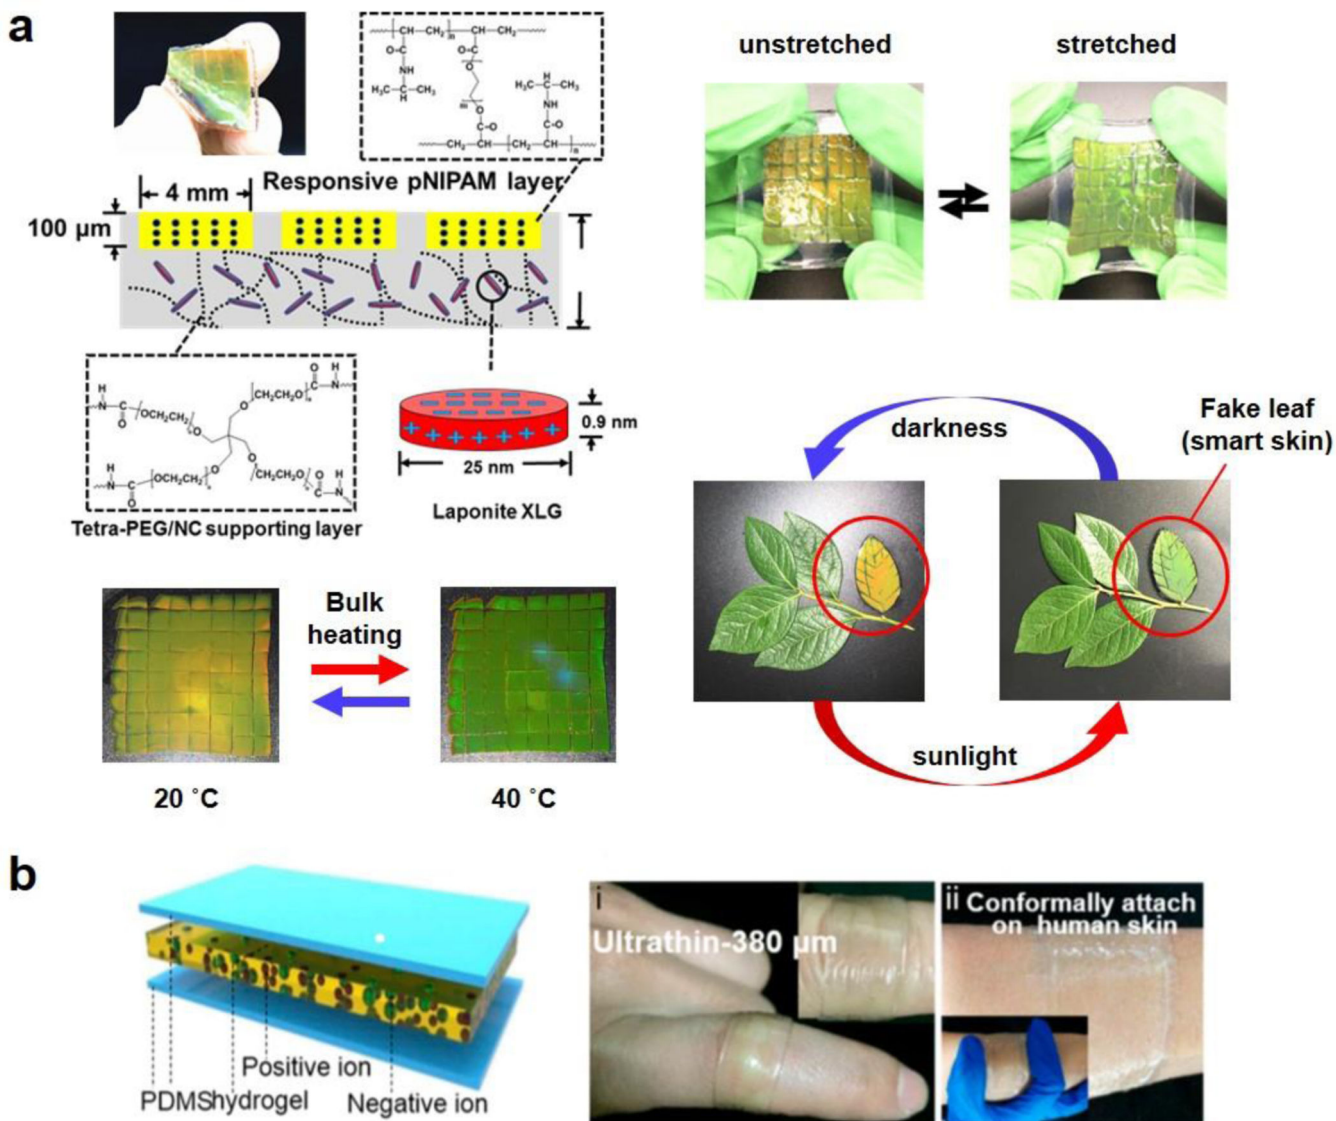 a
unstretched
stretched
4 mm
Responsive pNIPAM layer
100 μm
0.9 nm
25 nm
Laponite XLG
Tetra-PEG/NC supporting layer
Bulk
heating
20 °C
40 °C
darkness
Fake leaf
(smart skin)
sunlight
b
Positive ion
PDMS
hydrogel
Negative ion
i
Ultrathin-380 μm
ii
Conformally attach
on human skin